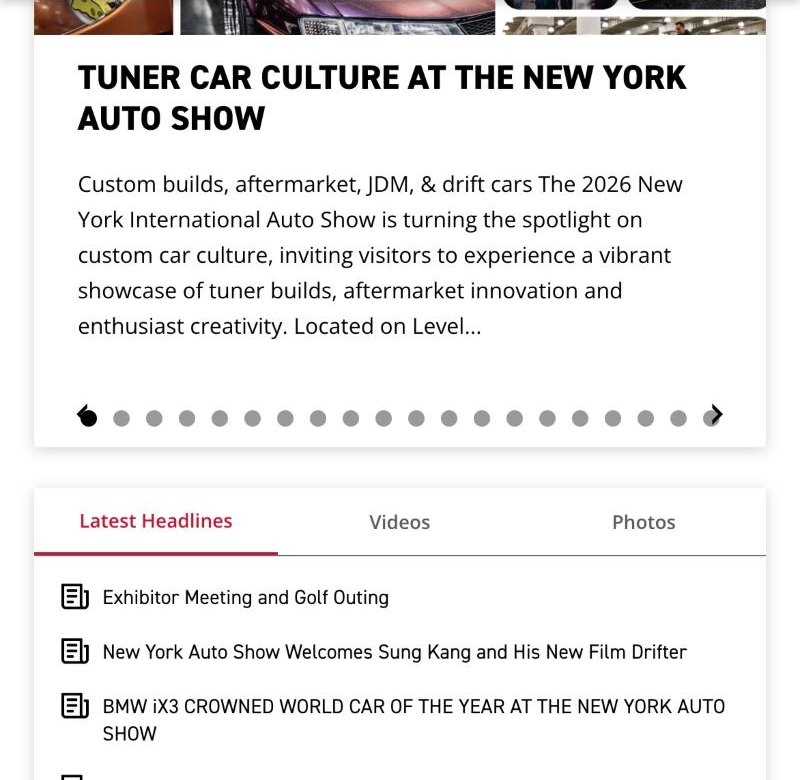 TUNER CAR CULTURE AT THE NEW YORK
AUTO SHOW
Custom builds, aftermarket, JDM, & drift cars The 2026 New
York International Auto Show is turning the spotlight on
custom car culture, inviting visitors to experience a vibrant
showcase of tuner builds, aftermarket innovation and
enthusiast creativity. Located on Level...
Latest Headlines
Videos
Photos
Exhibitor Meeting and Golf Outing
New York Auto Show Welcomes Sung Kang and His New Film Drifter
BMW iX3 CROWNED WORLD CAR OF THE YEAR AT THE NEW YORK AUTO
SHOW